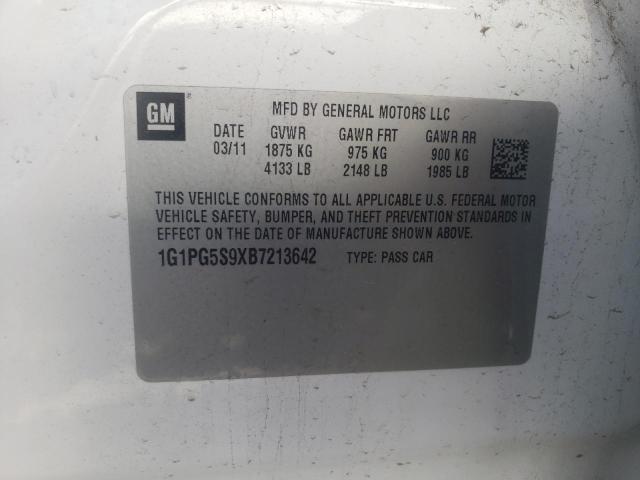 GM ®
MFD BY GENERAL MOTORS LLC
DATE GVWR GAWR FRT GAWR RR
03/11 1875 KG 975 KG 900 KG
4133 LB 2148 LB 1985 LB
THIS VEHICLE CONFORMS TO ALL APPLICABLE U.S. FEDERAL MOTOR
VEHICLE SAFETY, BUMPER, AND THEFT PREVENTION STANDARDS IN
EFFECT ON THE DATE OF MANUFACTURE SHOWN ABOVE.
1G1PG5S9XB7213642 TYPE: PASS CAR